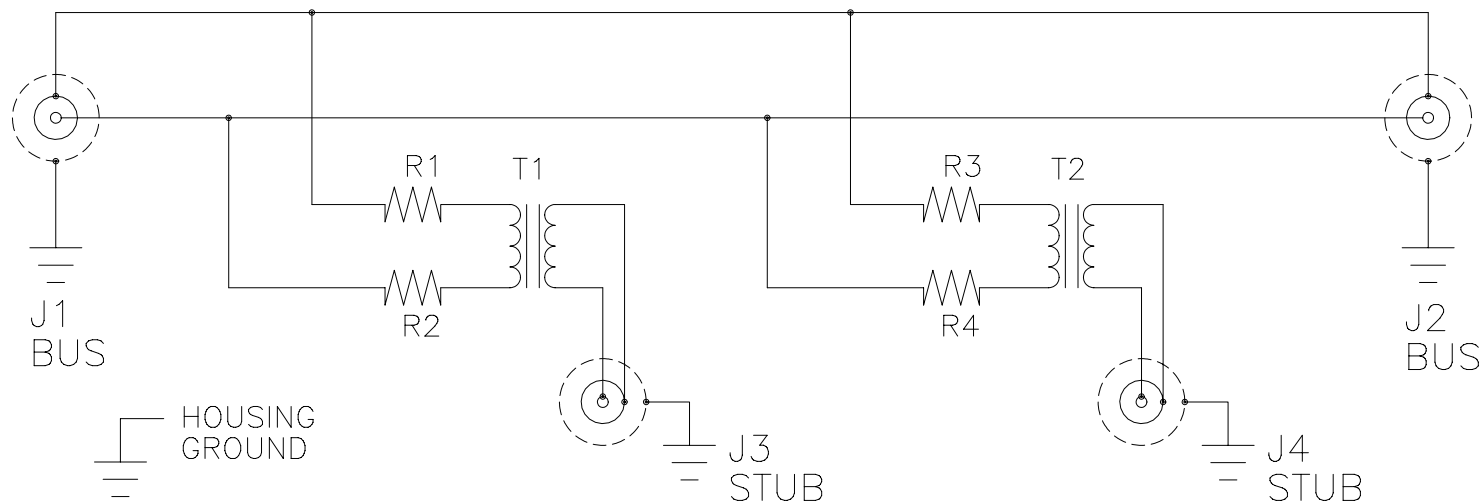 R1
T1
R3
T2
R2
R4
J1
BUS
J2
BUS
HOUSING
GROUND
J3
STUB
J4
STUB